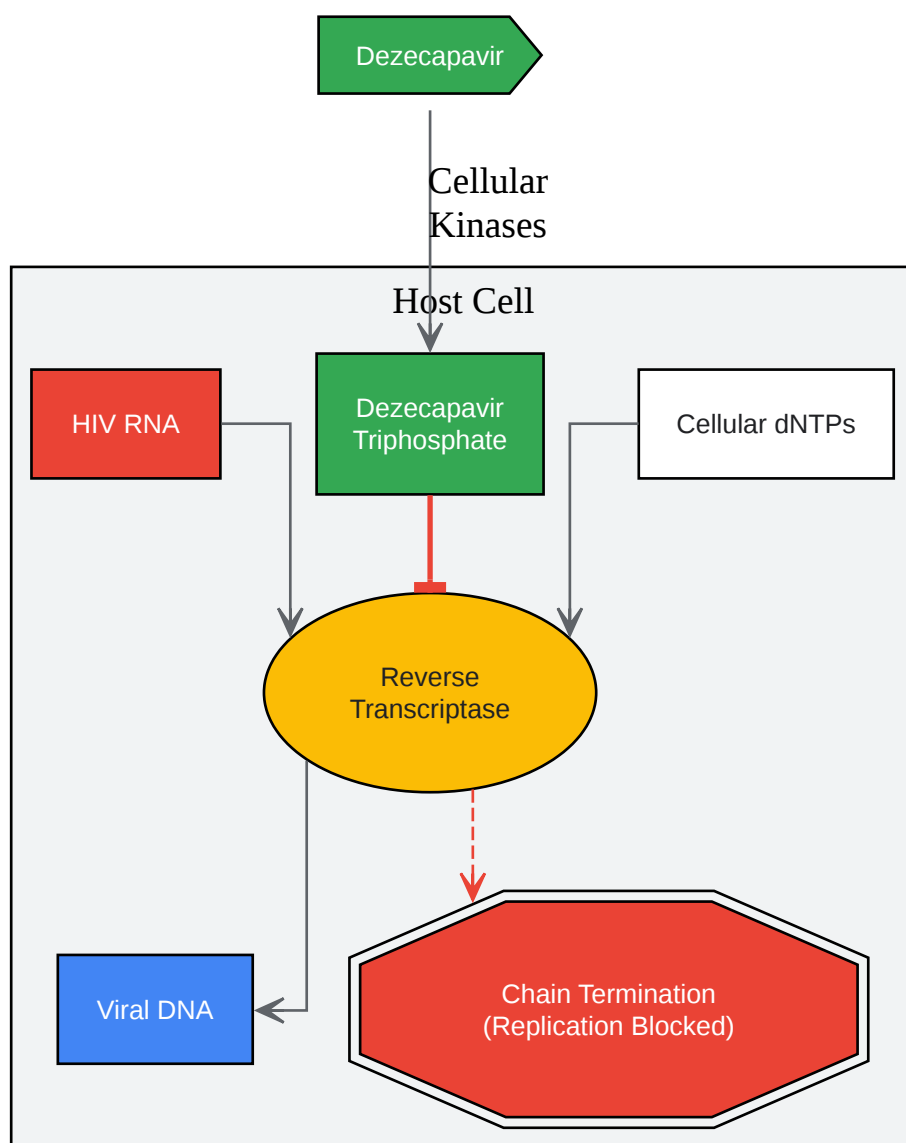 Dezecapavir
Cellular
Kinases
Host Cell
HIV RNA
Dezecapavir
Triphosphate
Cellular dNTPs
Reverse
Transcriptase
Viral DNA
Chain Termination
(Replication Blocked)